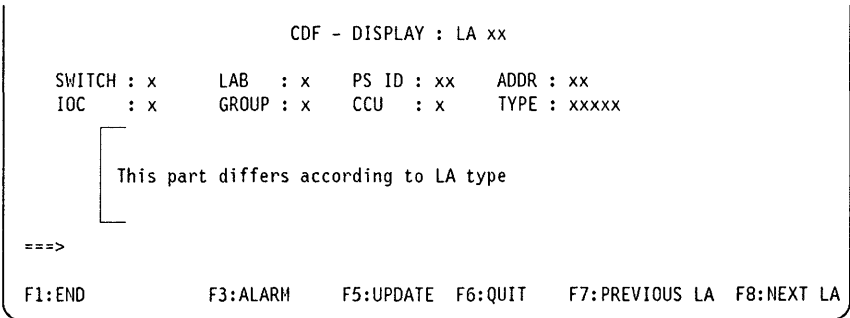 CDF - DISPLAY : LA xx
SWITCH : x LAB : x PS ID : xx ADDR : xx
IOC : x GROUP : x CCU : x TYPE : xxxxx
This part differs according to LA type
===>
F1:END F3:ALARM F5:UPDATE F6:QUIT F7:PREVIOUS LA F8:NEXT LA